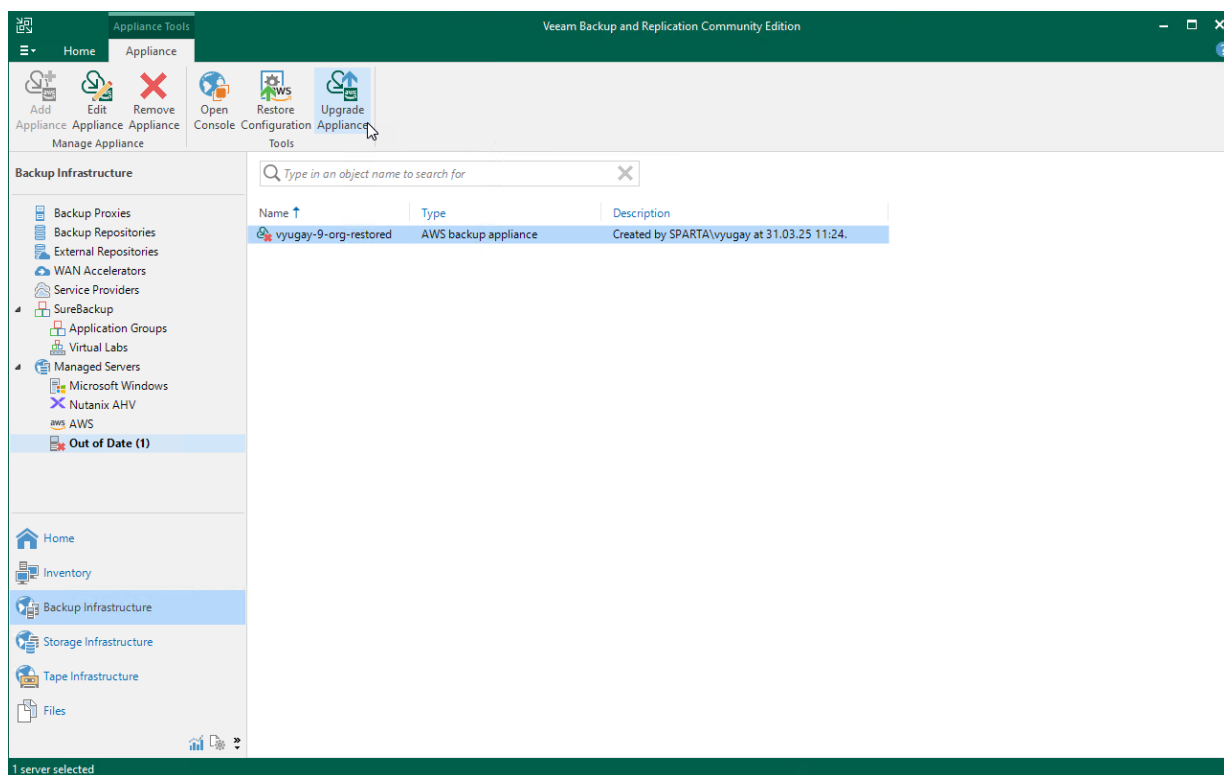 Appliance Tools
Veeam Backup and Replication Community Edition
Home
Appliance
Add Appliance
Edit Appliance
Remove Appliance
Open Console
aws
Restore Configuration
Upgrade Appliance
Manage Appliance
Tools
Backup Infrastructure
Type in an object name to search for
Backup Proxies
Backup Repositories
External Repositories
WAN Accelerators
Service Providers
SureBackup
Application Groups
Virtual Labs
Managed Servers
Microsoft Windows
Nutanix AHV
aws AWS
Out of Date (1)
Name Type Description
vyugay-9-org-restored AWS backup appliance Created by SPARTA\vyugay at 31.03.25 11:24.
Home
Inventory
Backup Infrastructure
Storage Infrastructure
Tape Infrastructure
Files
1 server selected